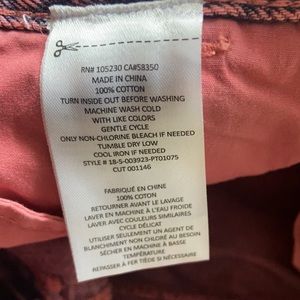 RN# 105230 CA#58350
MADE IN CHINA
100% COTTON
TURN INSIDE OUT BEFORE WASHING
MACHINE WASH COLD
WITH LIKE COLORS
GENTLE CYCLE
ONLY NON-CHLORINE BLEACH IF NEEDED
TUMBLE DRY LOW
COOL IRON IF NEEDED
STYLE # 18-5-003923-PT01075
CUT 001146
FABRIQUÉ EN CHINE
100% COTON
RETOURNER AVANT LE LAVAGE
LAVER EN MACHINE À L'EAU FROIDE
LAVER AVEC COULEURS SIMILAIRES
CYCLE DÉLICAT
UTILISER SEULEMENT UN AGENT DE
BLANCHIMENT NON CHLORÉ AU BESOIN
SÉCHER EN MACHINE À BASSE
TEMPÉRATURE
REPASSER À FER TIÈDE SI NÉCESSAIRE